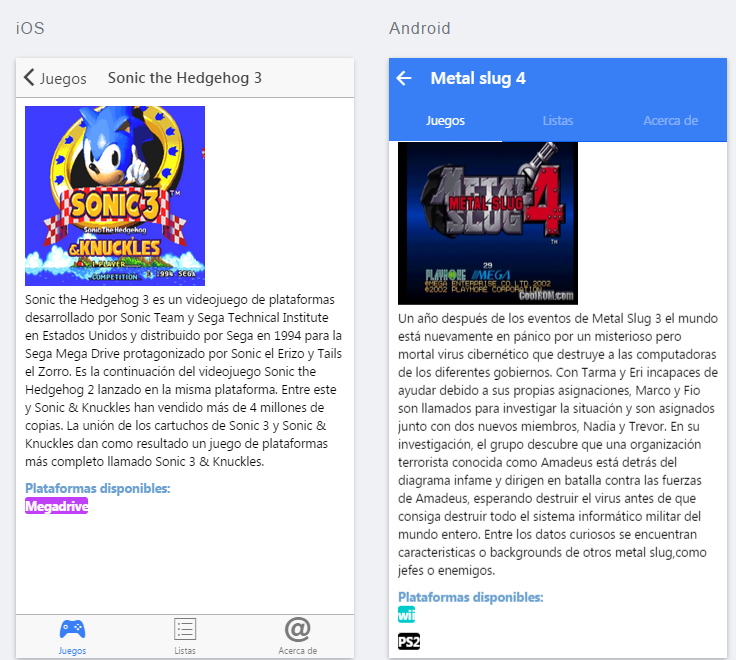 iOS
Android
Juegos
Sonic the Hedgehog 3
SONIC 3
Sonic The Hedgehog
TM
& KNUCKLES
1 PLAYER
COMPETITION
© 1994 SEGA
Sonic the Hedgehog 3 es un videojuego de plataformas
desarrollado por Sonic Team y Sega Technical Institute
en Estados Unidos y distribuido por Sega en 1994 para la
Sega Mega Drive protagonizado por Sonic el Erizo y Tails
el Zorro. Es la continuación del videojuego Sonic the
Hedgehog 2 lanzado en la misma plataforma. Entre este
y Sonic & Knuckles han vendido más de 4 millones de
copias. La unión de los cartuchos de Sonic 3 y Sonic &
Knuckles dan como resultado un juego de plataformas
más completo llamado Sonic 3 & Knuckles.
Plataformas disponibles:
Megadrive
Juegos
Listas
@
Acerca de
Metal slug 4
Juegos
Listas
Acerca de
METAL
METAL SLUG
SLUG
4
TM
29
PLAYMORE
MEGA
©MEGA ENTERPRISE CO.,LTD.2002
©2002 PLAYMORE CORPORATION
CoolROM.com
Un año después de los eventos de Metal Slug 3 el mundo
está nuevamente en pánico por un misterioso pero
mortal virus cibernético que destruye a las computadoras
de los diferentes gobiernos. Con Tarma y Eri incapaces de
ayudar debido a sus propias asignaciones, Marco y Fio
son llamados para investigar la situación y son asignados
junto con dos nuevos miembros, Nadia y Trevor. En su
investigación, el grupo descubre que una organización
terrorista conocida como Amadeus está detrás del
diagrama infame y dirigen en batalla contra las fuerzas
de Amadeus, esperando destruir el virus antes de que
consiga destruir todo el sistema informático militar del
mundo entero. Entre los datos curiosos se encuentran
caracteristicas o backgrounds de otros metal slug,como
jefes o enemigos.
Plataformas disponibles:
wii
PS2